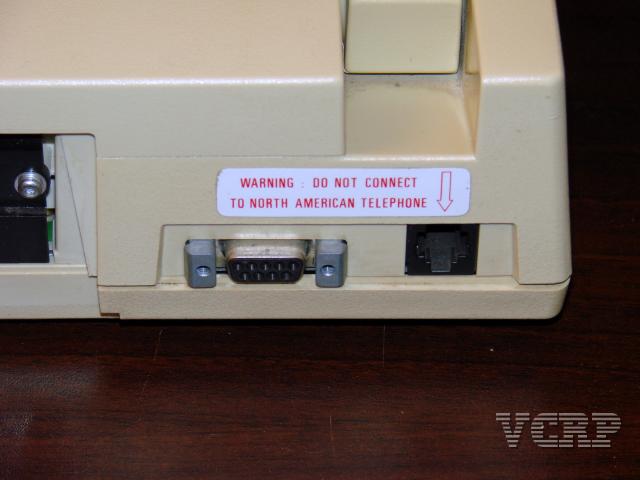 WARNING : DO NOT CONNECT
TO NORTH AMERICAN TELEPHONE
VCRP